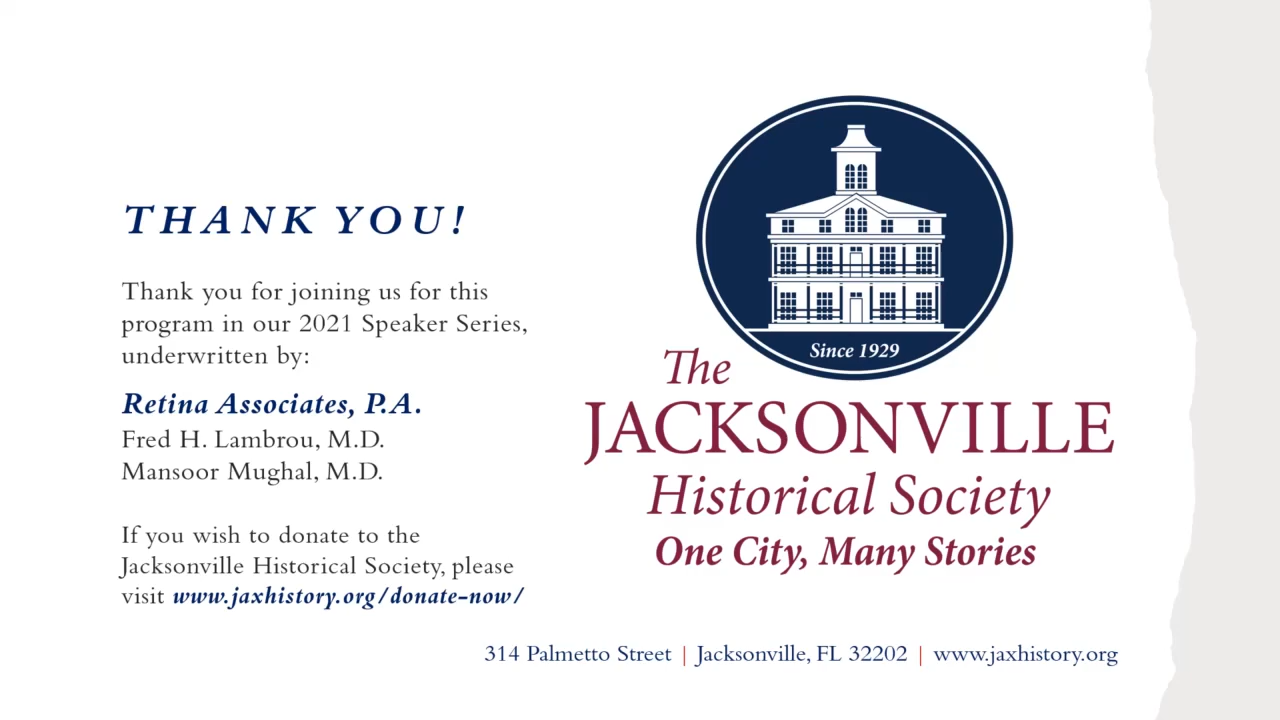 THANK YOU!
Thank you for joining us for this
program in our 2021 Speaker Series,
underwritten by:
Retina Associates, P.A.
Fred H. Lambrou, M.D.
Mansoor Mughal, M.D.
If you wish to donate to the
Jacksonville Historical Society, please
visit www.jaxhistory.org/donate-now/
Since 1929
The
JACKSONVILLE
Historical Society
One City, Many Stories
314 Palmetto Street | Jacksonville, FL 32202 | www.jaxhistory.org